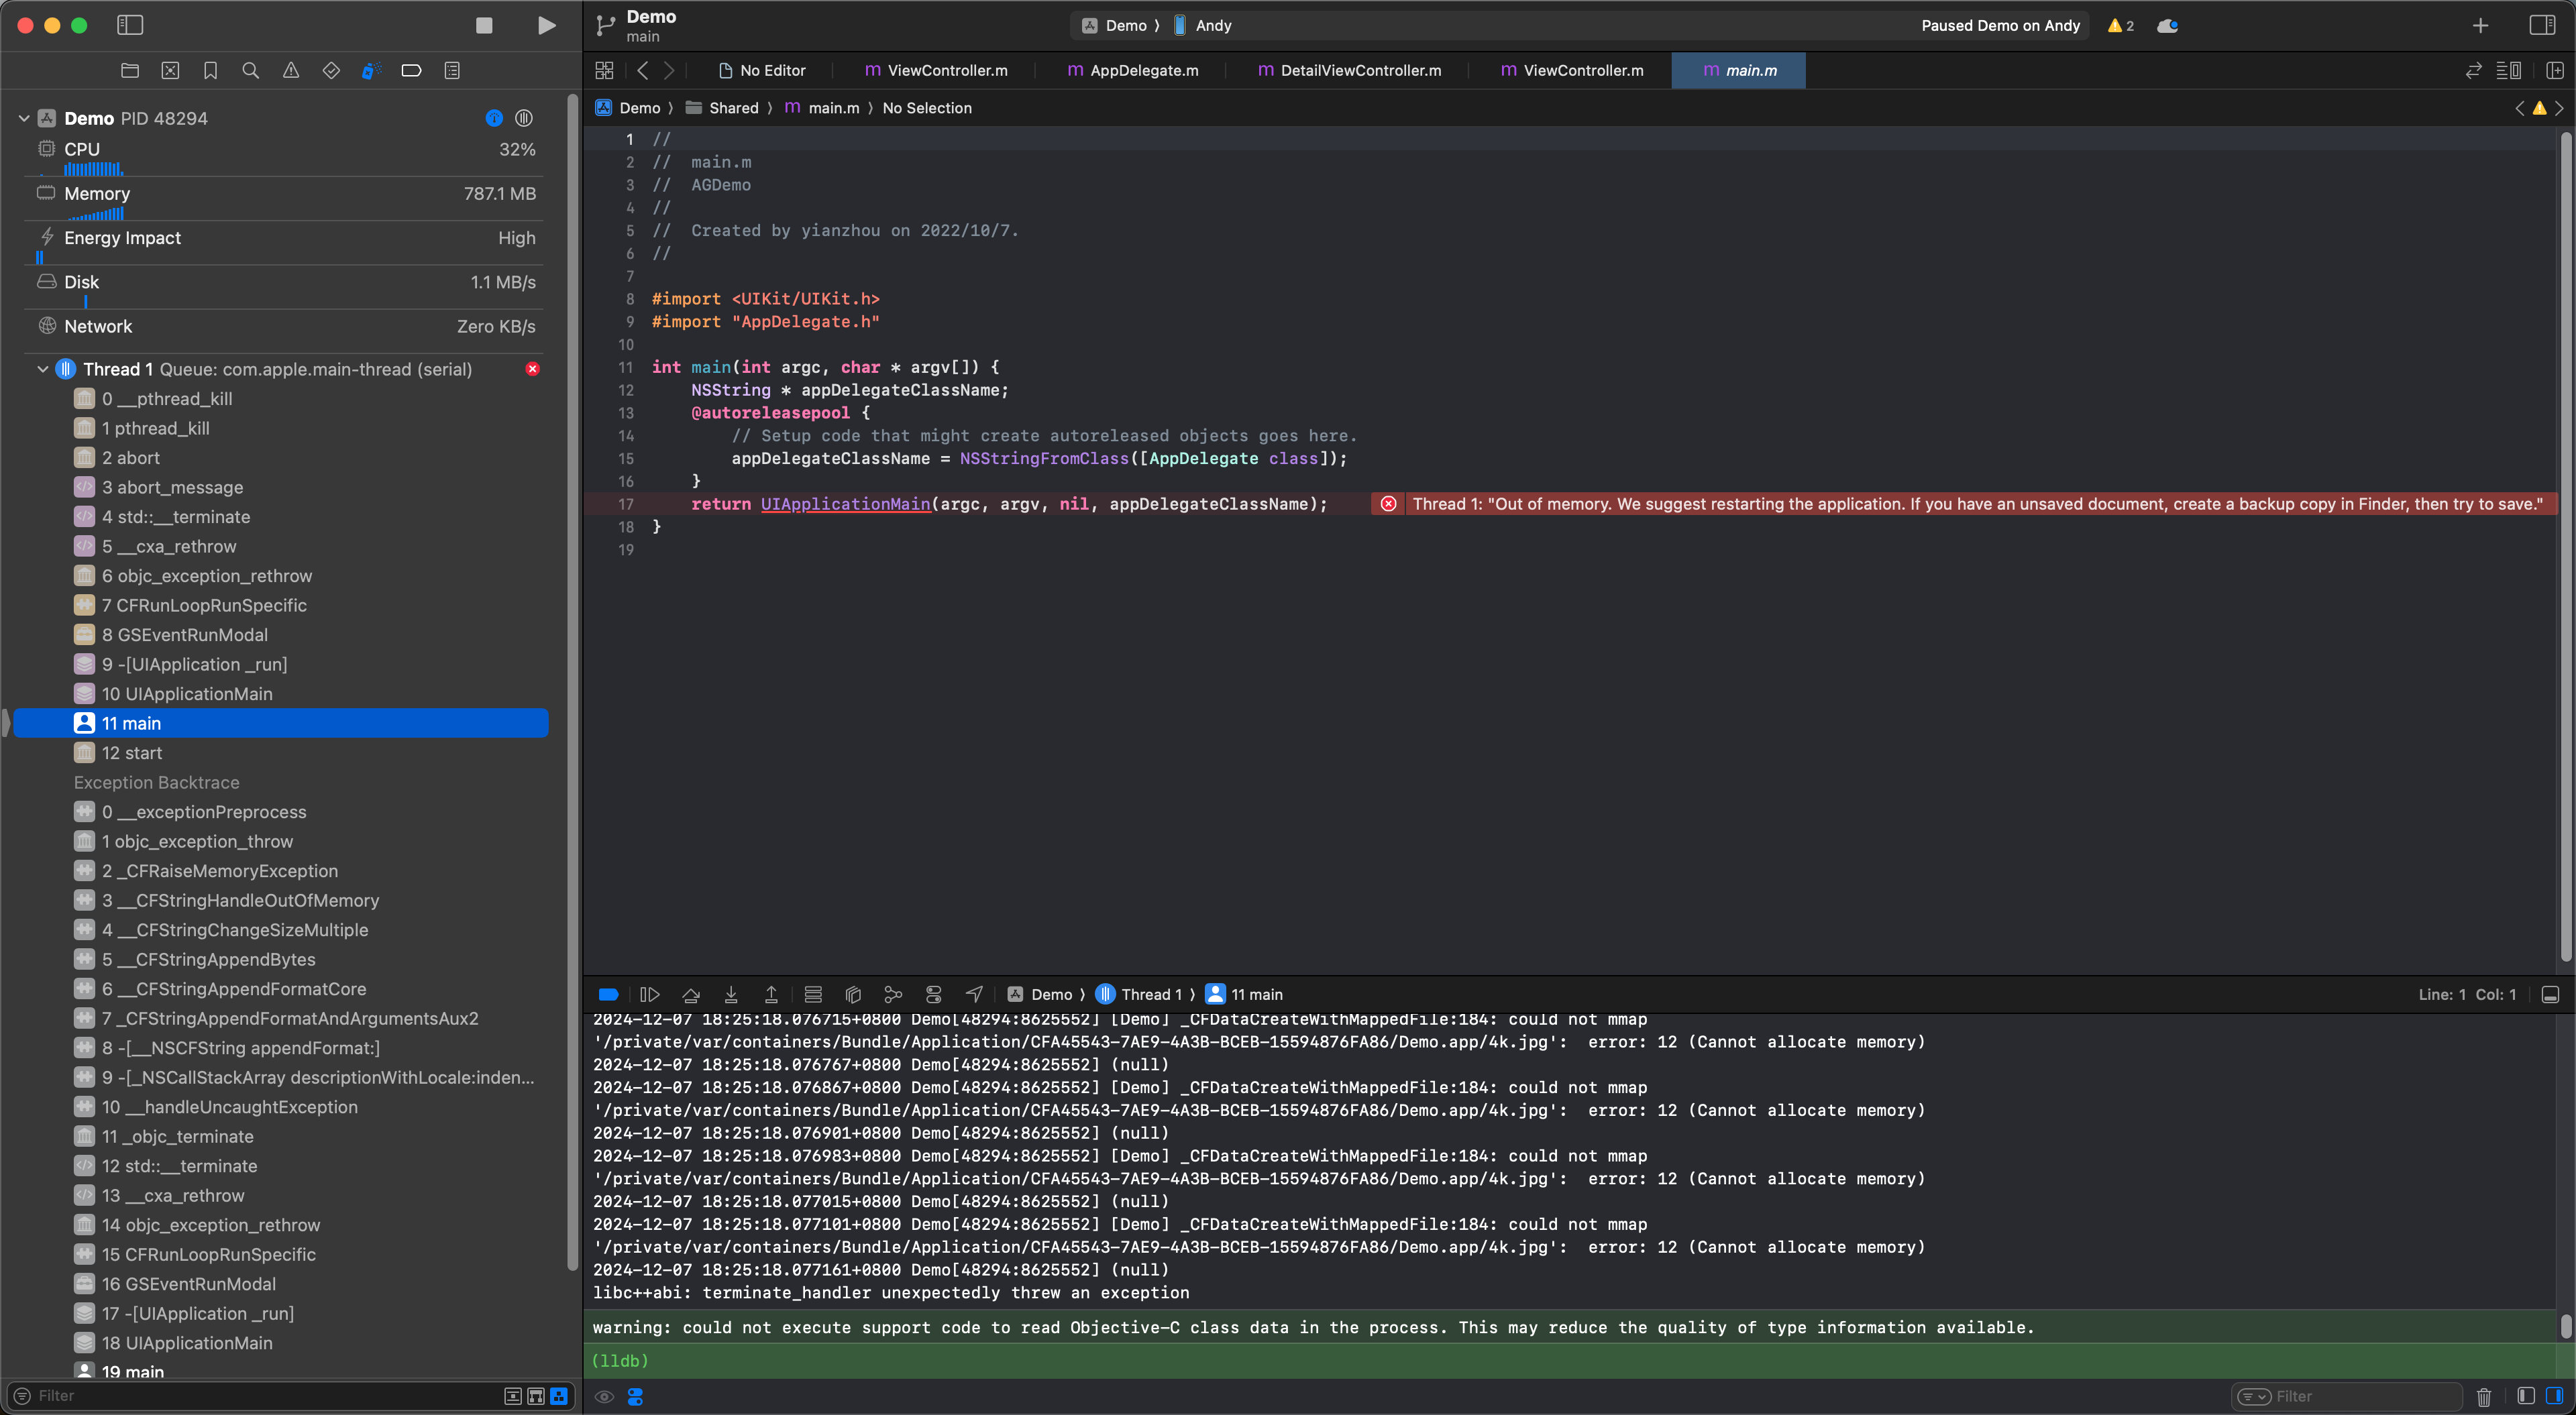 Demo
main
Demo 〉 Andy
Paused Demo on Andy
2
No Editor
m ViewController.m
m AppDelegate.m
m DetailViewController.m
m ViewController.m
m main.m
Demo 〉 Shared 〉 m main.m 〉 No Selection
Demo PID 48294
CPU 32%
Memory 787.1 MB
Energy Impact High
Disk 1.1 MB/s
Network Zero KB/s
Thread 1 Queue: com.apple.main-thread (serial)
0 __pthread_kill
1 pthread_kill
2 abort
3 abort_message
4 std::__terminate
5 __cxa_rethrow
6 objc_exception_rethrow
7 CFRunLoopRunSpecific
8 GSEventRunModal
9 -[UIApplication _run]
10 UIApplicationMain
11 main
12 start
Exception Backtrace
0 __exceptionPreprocess
1 objc_exception_throw
2 _CFRaiseMemoryException
3 __CFStringHandleOutOfMemory
4 __CFStringChangeSizeMultiple
5 __CFStringAppendBytes
6 __CFStringAppendFormatCore
7 _CFStringAppendFormatAndArgumentsAux2
8 -[__NSCFString appendFormat:]
9 -[_NSCallStackArray descriptionWithLocale:inden...
10 __handleUncaughtException
11 _objc_terminate
12 std::__terminate
13 __cxa_rethrow
14 objc_exception_rethrow
15 CFRunLoopRunSpecific
16 GSEventRunModal
17 -[UIApplication _run]
18 UIApplicationMain
19 main
Filter
1 //
2 //  main.m
3 //  AGDemo
4 //
5 //  Created by yianzhou on 2022/10/7.
6 //
7
8 #import <UIKit/UIKit.h>
9 #import "AppDelegate.h"
10
11 int main(int argc, char * argv[]) {
12     NSString * appDelegateClassName;
13     @autoreleasepool {
14         // Setup code that might create autoreleased objects goes here.
15         appDelegateClassName = NSStringFromClass([AppDelegate class]);
16     }
17     return UIApplicationMain(argc, argv, nil, appDelegateClassName);
Thread 1: "Out of memory. We suggest restarting the application. If you have an unsaved document, create a backup copy in Finder, then try to save."
18 }
19
Demo 〉 Thread 1 〉 11 main
Line: 1 Col: 1
2024-12-07 18:25:18.076715+0800 Demo[48294:8625552] [Demo] _CFDataCreateWithMappedFile:184: could not mmap
'/private/var/containers/Bundle/Application/CFA45543-7AE9-4A3B-BCEB-15594876FA86/Demo.app/4k.jpg':  error: 12 (Cannot allocate memory)
2024-12-07 18:25:18.076767+0800 Demo[48294:8625552] (null)
2024-12-07 18:25:18.076867+0800 Demo[48294:8625552] [Demo] _CFDataCreateWithMappedFile:184: could not mmap
'/private/var/containers/Bundle/Application/CFA45543-7AE9-4A3B-BCEB-15594876FA86/Demo.app/4k.jpg':  error: 12 (Cannot allocate memory)
2024-12-07 18:25:18.076901+0800 Demo[48294:8625552] (null)
2024-12-07 18:25:18.076983+0800 Demo[48294:8625552] [Demo] _CFDataCreateWithMappedFile:184: could not mmap
'/private/var/containers/Bundle/Application/CFA45543-7AE9-4A3B-BCEB-15594876FA86/Demo.app/4k.jpg':  error: 12 (Cannot allocate memory)
2024-12-07 18:25:18.077015+0800 Demo[48294:8625552] (null)
2024-12-07 18:25:18.077101+0800 Demo[48294:8625552] [Demo] _CFDataCreateWithMappedFile:184: could not mmap
'/private/var/containers/Bundle/Application/CFA45543-7AE9-4A3B-BCEB-15594876FA86/Demo.app/4k.jpg':  error: 12 (Cannot allocate memory)
2024-12-07 18:25:18.077161+0800 Demo[48294:8625552] (null)
libc++abi: terminate_handler unexpectedly threw an exception
warning: could not execute support code to read Objective-C class data in the process. This may reduce the quality of type information available.
(lldb)
Filter